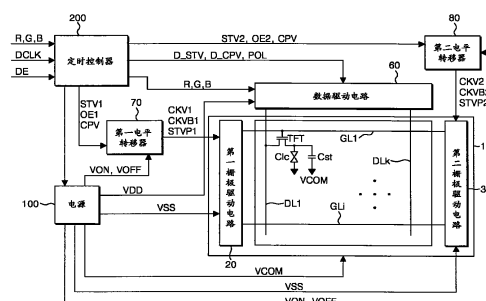 200
80
R,G,B
DCLK
DE
定时控制器
STV2, OE2, CPV
D_STV, D_CPV, POL
R,G,B
第二电平
转移器
60
数据驱动电路
CKV2
CKVB2
STVP2
STV1
OE1
CPV
70
第一电平
转移器
CKV1
CKVB1
STVP1
VON, VOFF
VDD
VSS
100
电源
第一栅极驱动电路
20
TFT
Clc
Cst
VCOM
GL1
DLk
DL1
GLi
第二栅极驱动电路
1
3
VCOM
VSS
VON, VOFF